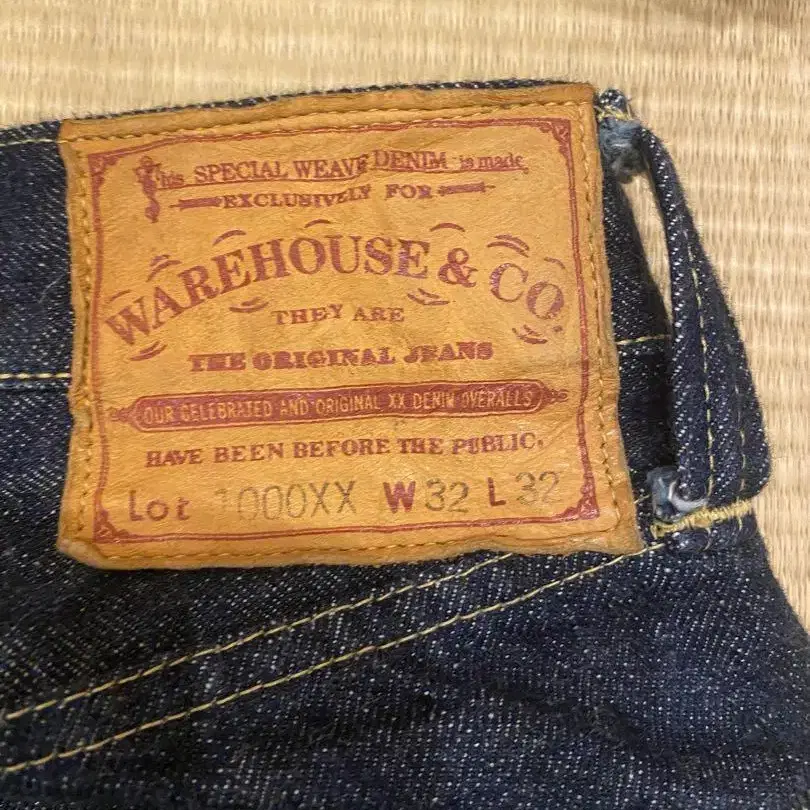 This SPECIAL WEAVE DENIM is made
EXCLUSIVELY FOR
WAREHOUSE & CO.
THEY ARE
THE ORIGINAL JEANS
OUR CELEBRATED AND ORIGINAL XX DENIM OVERALLS
HAVE BEEN BEFORE THE PUBLIC.
Lot 1000XX W32 L32